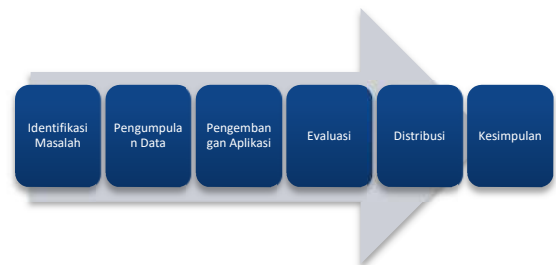 Identifikasi
Masalah
Pengumpula
n Data
Pengemban
gan Aplikasi
Evaluasi
Distribusi
Kesimpulan